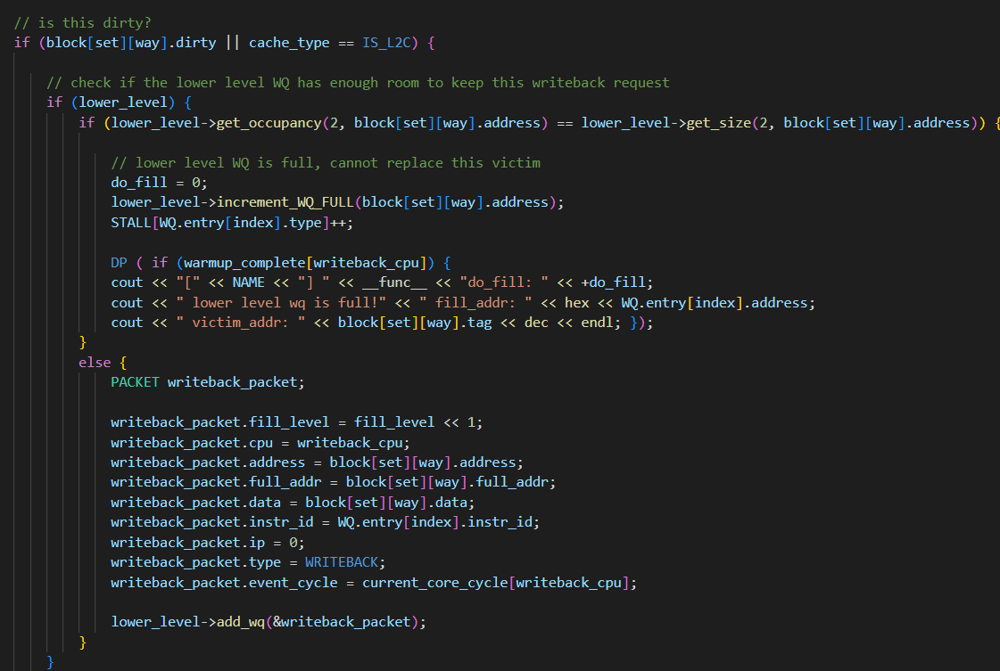 // is this dirty?
if (block[set][way].dirty || cache_type == IS_L2C) {
// check if the lower level WQ has enough room to keep this writeback request
if (lower_level) {
if (lower_level->get_occupancy(2, block[set][way].address) == lower_level->get_size(2, block[set][way].address)) {
// lower level WQ is full, cannot replace this victim
do_fill = 0;
lower_level->increment_WQ_FULL(block[set][way].address);
STALL[WQ.entry[index].type]++;
DP ( if (warmup_complete[writeback_cpu]) {
cout << "[" << NAME << "] " << __func__ << "do_fill: " << +do_fill;
cout << " lower level wq is full!" << " fill_addr: " << hex << WQ.entry[index].address;
cout << " victim_addr: " << block[set][way].tag << dec << endl; });
}
else {
PACKET writeback_packet;
writeback_packet.fill_level = fill_level << 1;
writeback_packet.cpu = writeback_cpu;
writeback_packet.address = block[set][way].address;
writeback_packet.full_addr = block[set][way].full_addr;
writeback_packet.data = block[set][way].data;
writeback_packet.instr_id = WQ.entry[index].instr_id;
writeback_packet.ip = 0;
writeback_packet.type = WRITEBACK;
writeback_packet.event_cycle = current_core_cycle[writeback_cpu];
lower_level->add_wq(&writeback_packet);
}
}